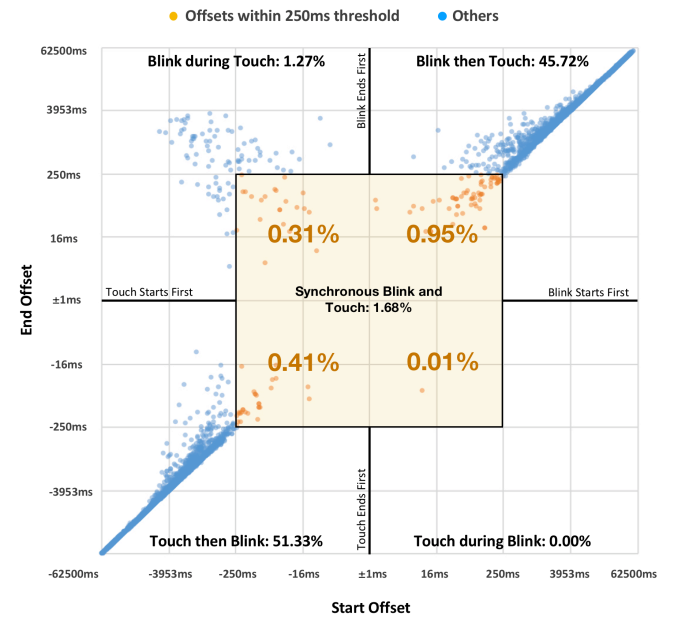 Offsets within 250ms threshold
Others
62500ms
3953ms
250ms
16ms
±1ms
-16ms
-250ms
-3953ms
End Offset
Blink during Touch: 1.27%
Blink Ends First
Blink then Touch: 45.72%
0.31%
0.95%
Touch Starts First
Synchronous Blink and
Touch: 1.68%
Blink Starts First
0.41%
0.01%
Touch then Blink: 51.33%
Touch Ends First
Touch during Blink: 0.00%
-62500ms
-3953ms
-250ms
-16ms
±1ms
16ms
250ms
3953ms
62500ms
Start Offset